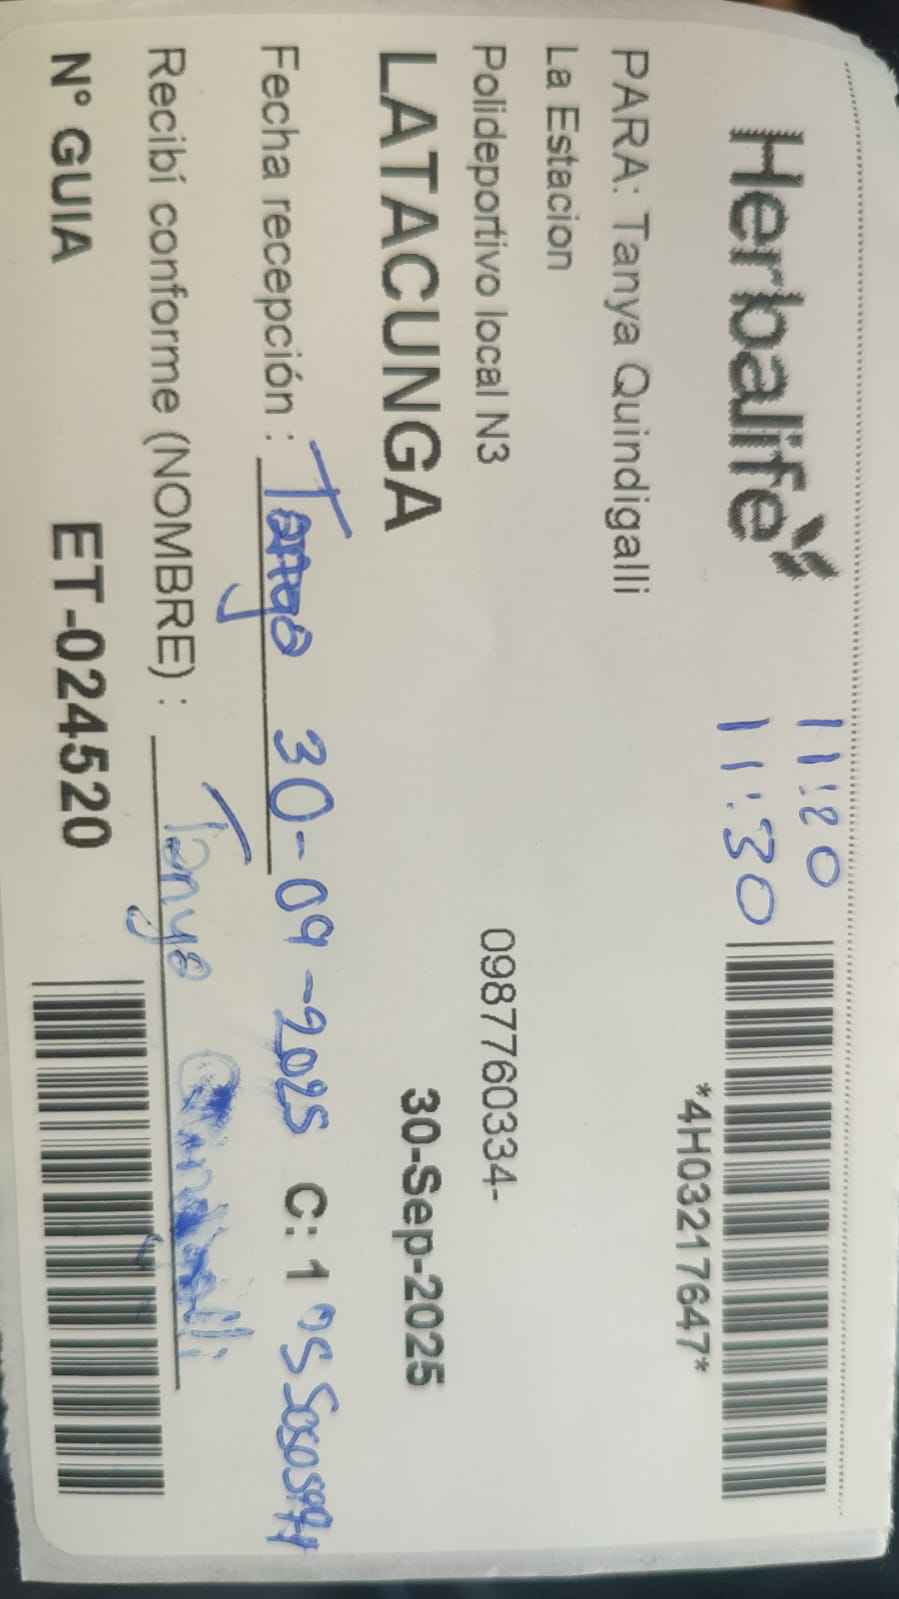 Herbalife
11:20
11:30
*4H03217647*
PARA: Tanya Quindigalli
La Estacion
Polideportivo local N3
0987760334-
LATACUNGA
30-Sep-2025
Fecha recepción : Tanya 30-09-2025 C: 1
Recibí conforme (NOMBRE) : Tanya
N° GUIA ET-024520